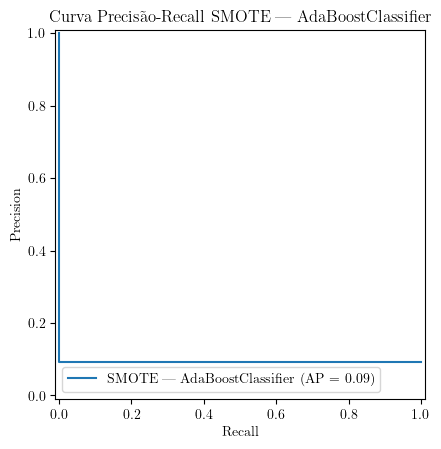 Curva Precisão-Recall SMOTE — AdaBoostClassifier
1.0
0.8
0.6
0.4
0.2
0.0
Precision
SMOTE — AdaBoostClassifier (AP = 0.09)
0.0 0.2 0.4 0.6 0.8 1.0
Recall